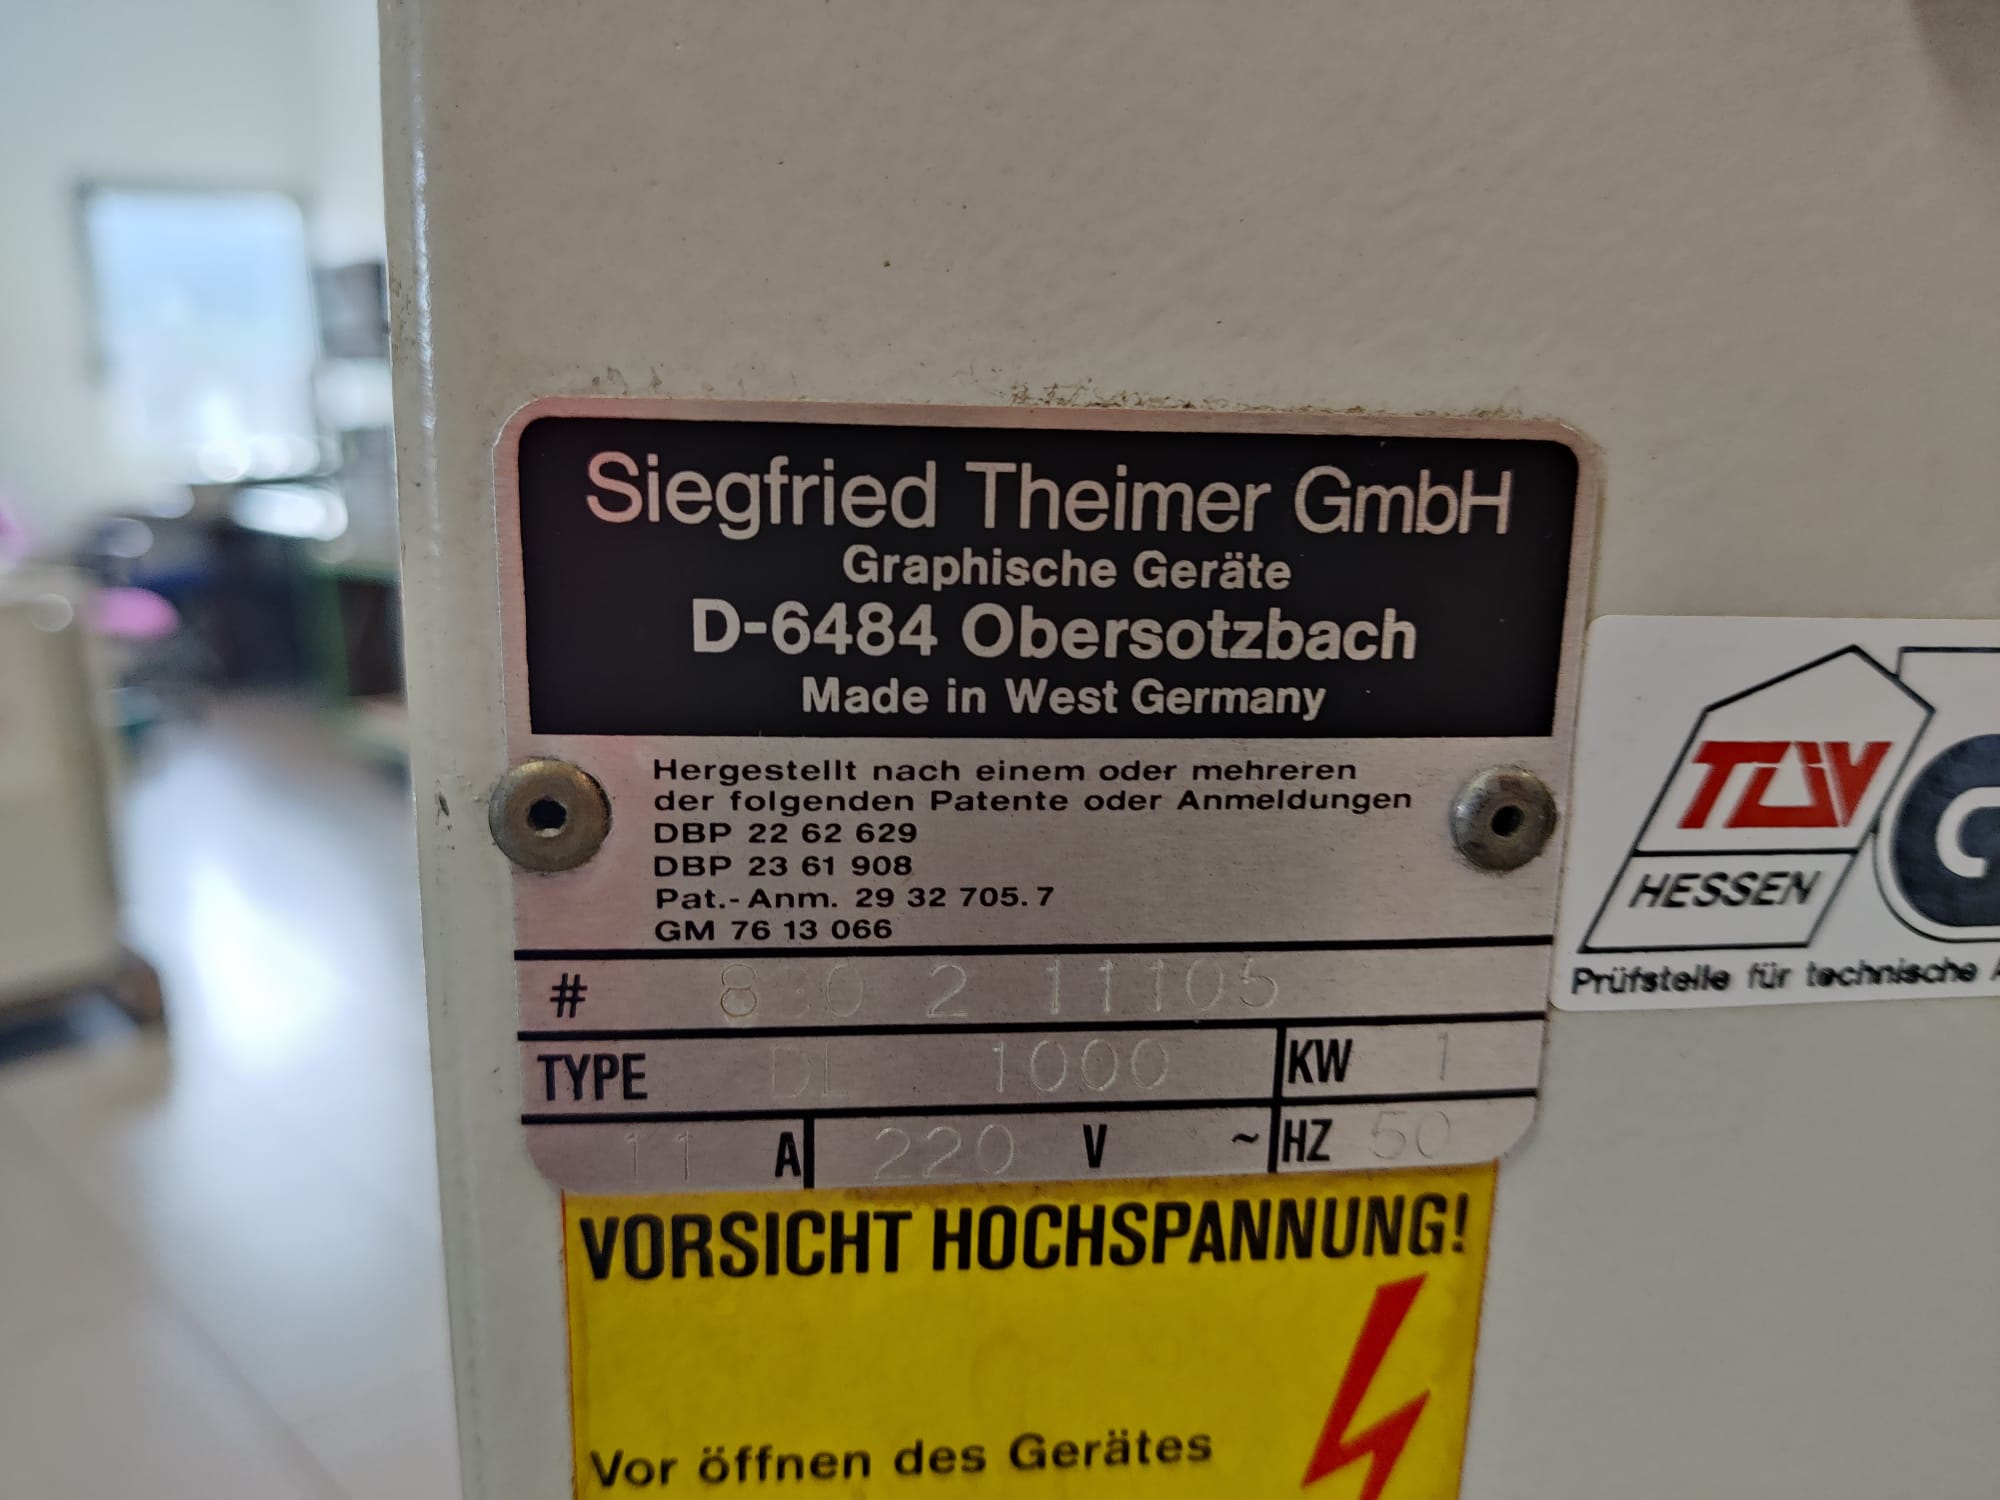 Siegfried Theimer GmbH
Graphische Geräte
D-6484 Obersotzbach
Made in West Germany
Hergestellt nach einem oder mehreren
der folgenden Patente oder Anmeldungen
DBP 22 62 629
DBP 23 61 908
Pat.-Anm. 29 32 705.7
GM 76 13 066
# 830 2 11105
TYPE DL 1000 KW 1
11 A 220 V ~ HZ 50
VORSICHT HOCHSPANNUNG!
Vor öffnen des Gerätes
TÜV
HESSEN
Prüfstelle für technische